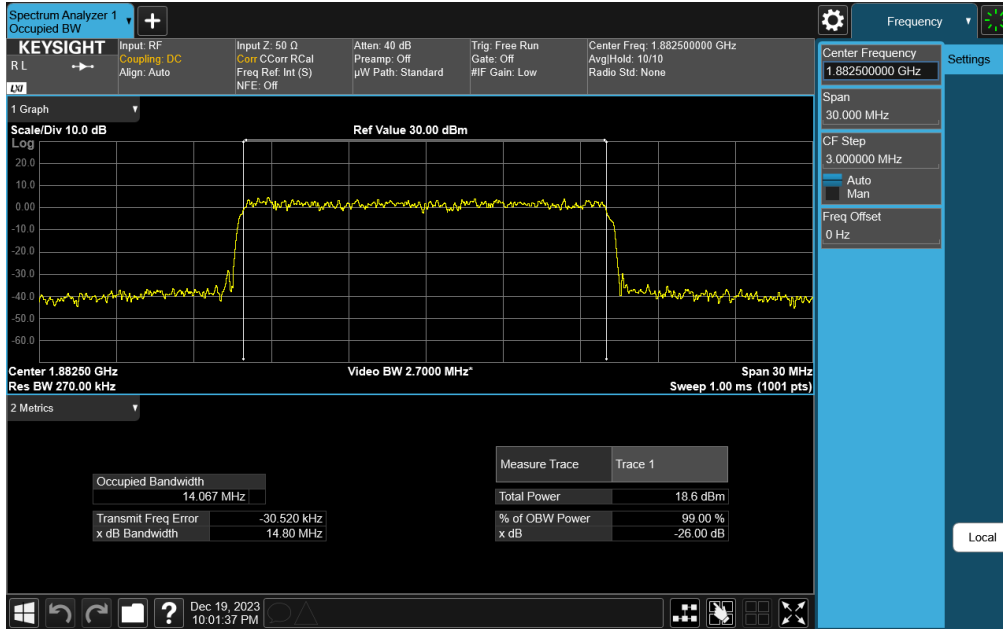 Spectrum Analyzer 1
Occupied BW
+
Frequency
KEYSIGHT
R L
LXI
Input: RF
Coupling: DC
Align: Auto
Input Z: 50 Ω
Corr CCorr RCal
Freq Ref: Int (S)
NFE: Off
Atten: 40 dB
Preamp: Off
µW Path: Standard
Trig: Free Run
Gate: Off
#IF Gain: Low
Center Freq: 1.882500000 GHz
Avg|Hold: 10/10
Radio Std: None
Center Frequency
1.882500000 GHz
Settings
Span
30.000 MHz
CF Step
3.000000 MHz
Auto
Man
Freq Offset
0 Hz
Local
1 Graph
Scale/Div 10.0 dB
Ref Value 30.00 dBm
Log
20.0
10.0
0.00
-10.0
-20.0
-30.0
-40.0
-50.0
-60.0
Center 1.88250 GHz
Video BW 2.7000 MHz*
Span 30 MHz
Res BW 270.00 kHz
Sweep 1.00 ms (1001 pts)
2 Metrics
Measure Trace Trace 1
Occupied Bandwidth
14.067 MHz
Total Power 18.6 dBm
Transmit Freq Error -30.520 kHz
% of OBW Power 99.00 %
x dB Bandwidth 14.80 MHz
x dB -26.00 dB
?
Dec 19, 2023
10:01:37 PM